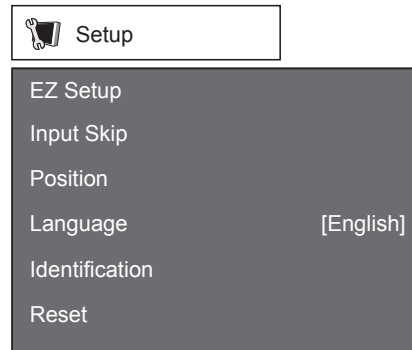 Setup
EZ Setup
Input Skip
Position
Language [English]
Identification
Reset